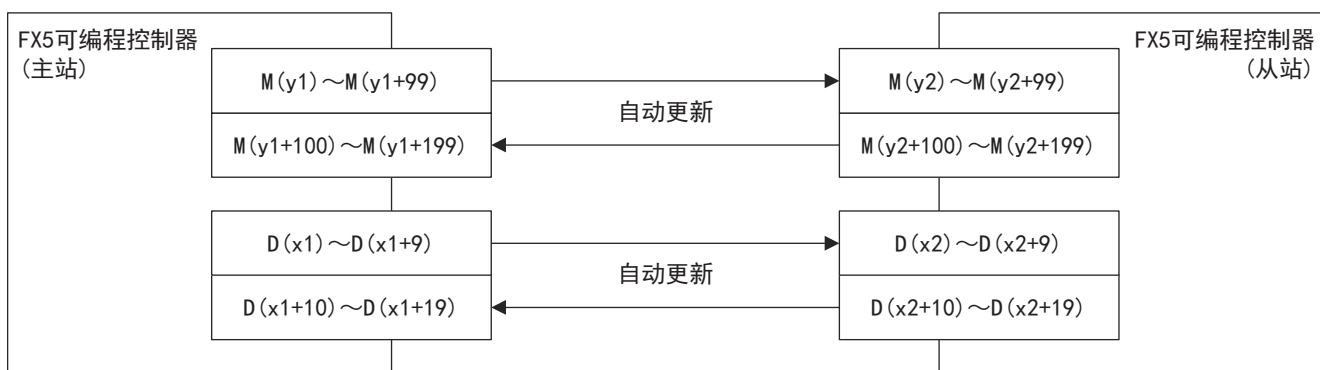 FX5可编程控制器
(主站)
M(y1)～M(y1+99)
M(y1+100)～M(y1+199)
D(x1)～D(x1+9)
D(x1+10)～D(x1+19)
自动更新
自动更新
FX5可编程控制器
(从站)
M(y2)～M(y2+99)
M(y2+100)～M(y2+199)
D(x2)～D(x2+9)
D(x2+10)～D(x2+19)